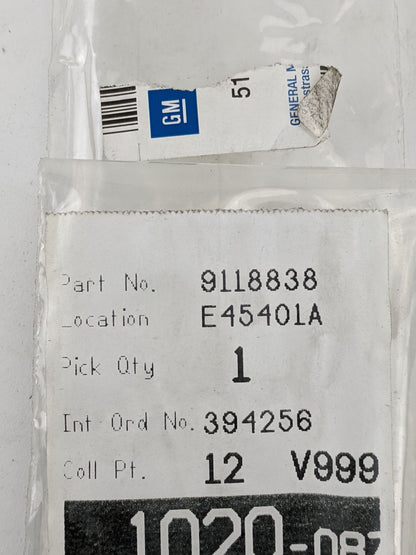 GM
51
GENERAL M
strass
Part No. 9118838
Location E45401A
Pick Qty 1
Int Ord No. 394256
Coll Pt. 12 V999
1020-087